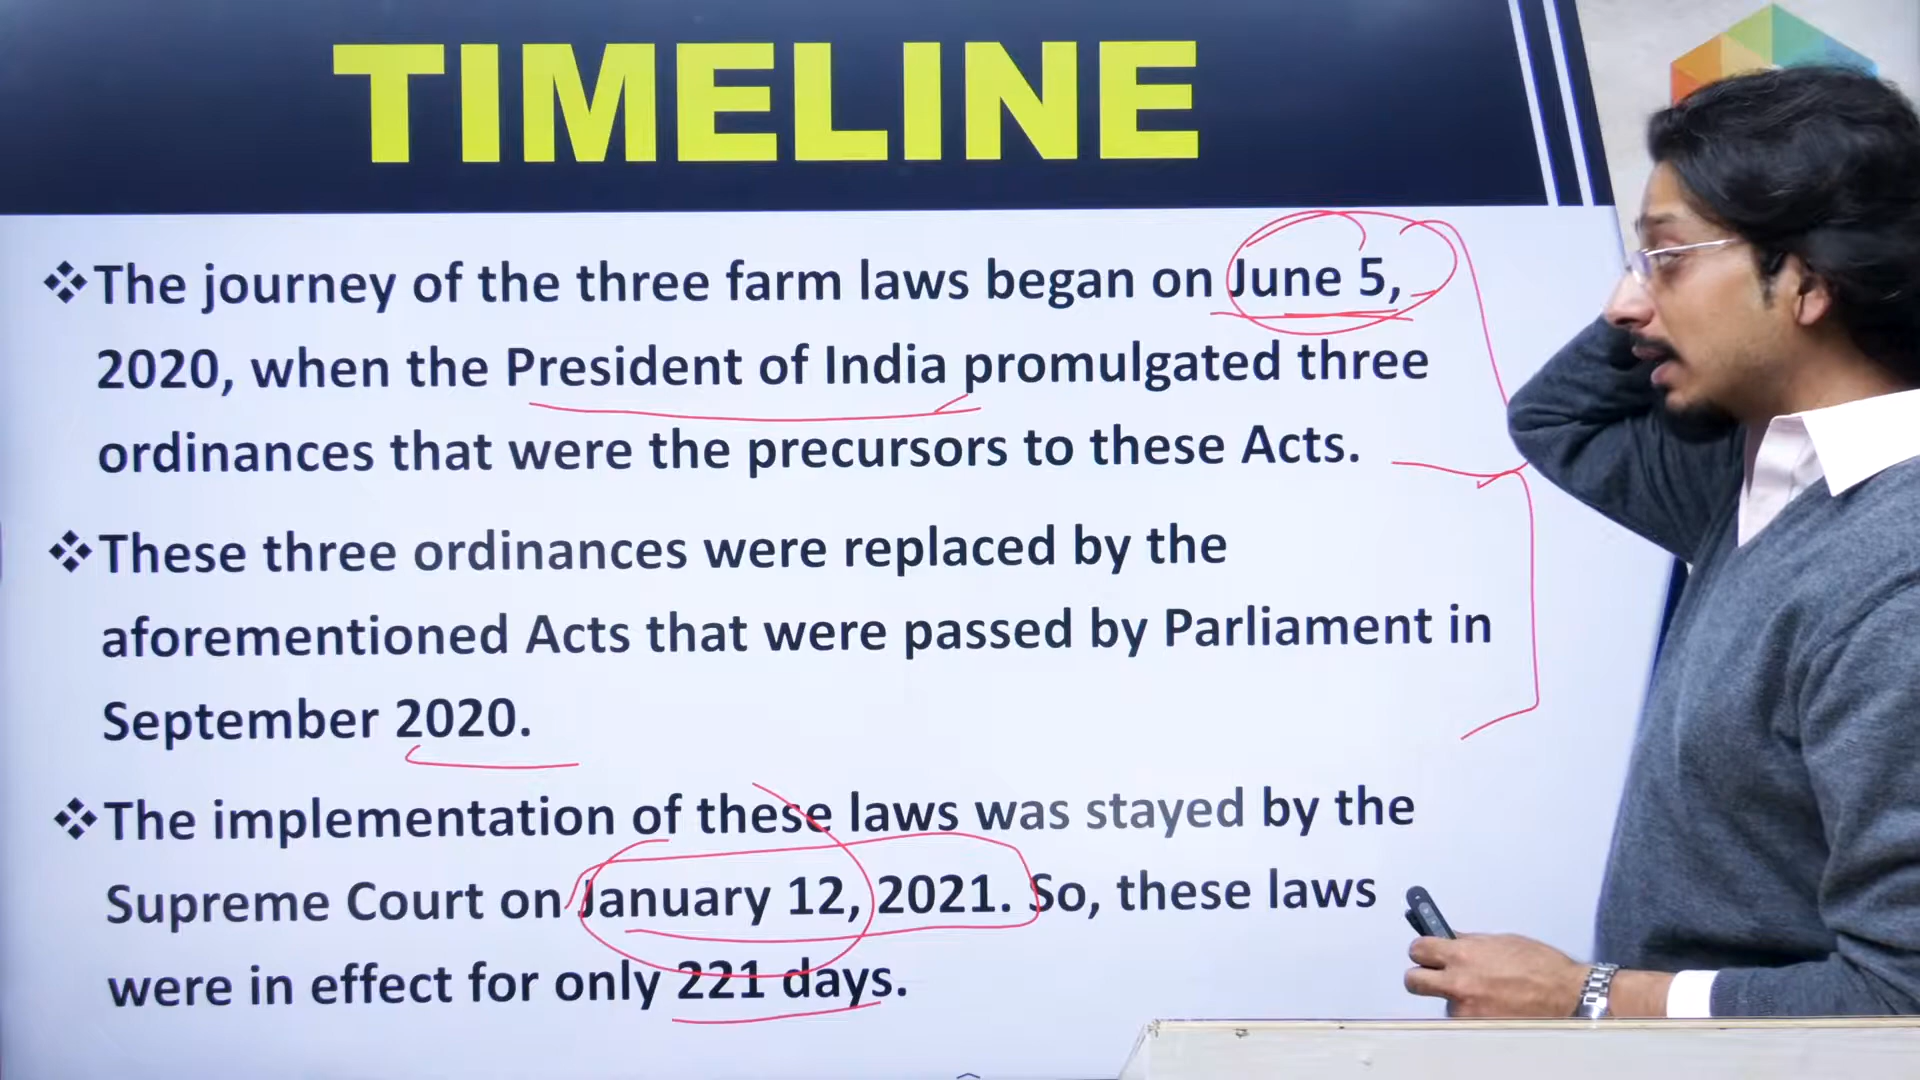 TIMELINE
❖The journey of the three farm laws began on June 5,
2020, when the President of India promulgated three
ordinances that were the precursors to these Acts.
❖These three ordinances were replaced by the
aforementioned Acts that were passed by Parliament in
September 2020.
❖The implementation of these laws was stayed by the
Supreme Court on January 12, 2021. So, these laws
were in effect for only 221 days.